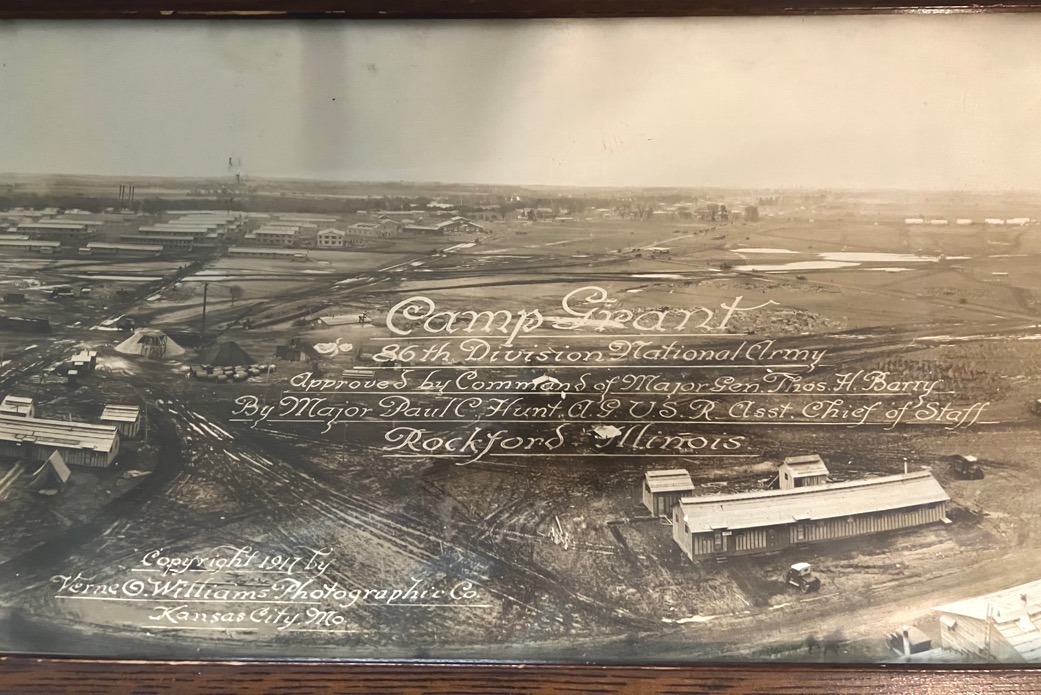 Camp Grant
86th Division National Army
Approved by Command of Major Gen. Thos. H. Barry
By Major Paul C. Hunt. A.G. U.S.R. Asst. Chief of Staff
Rockford Illinois
Copyright 1917 by
Verne O. Williams Photographic Co.
Kansas City, Mo